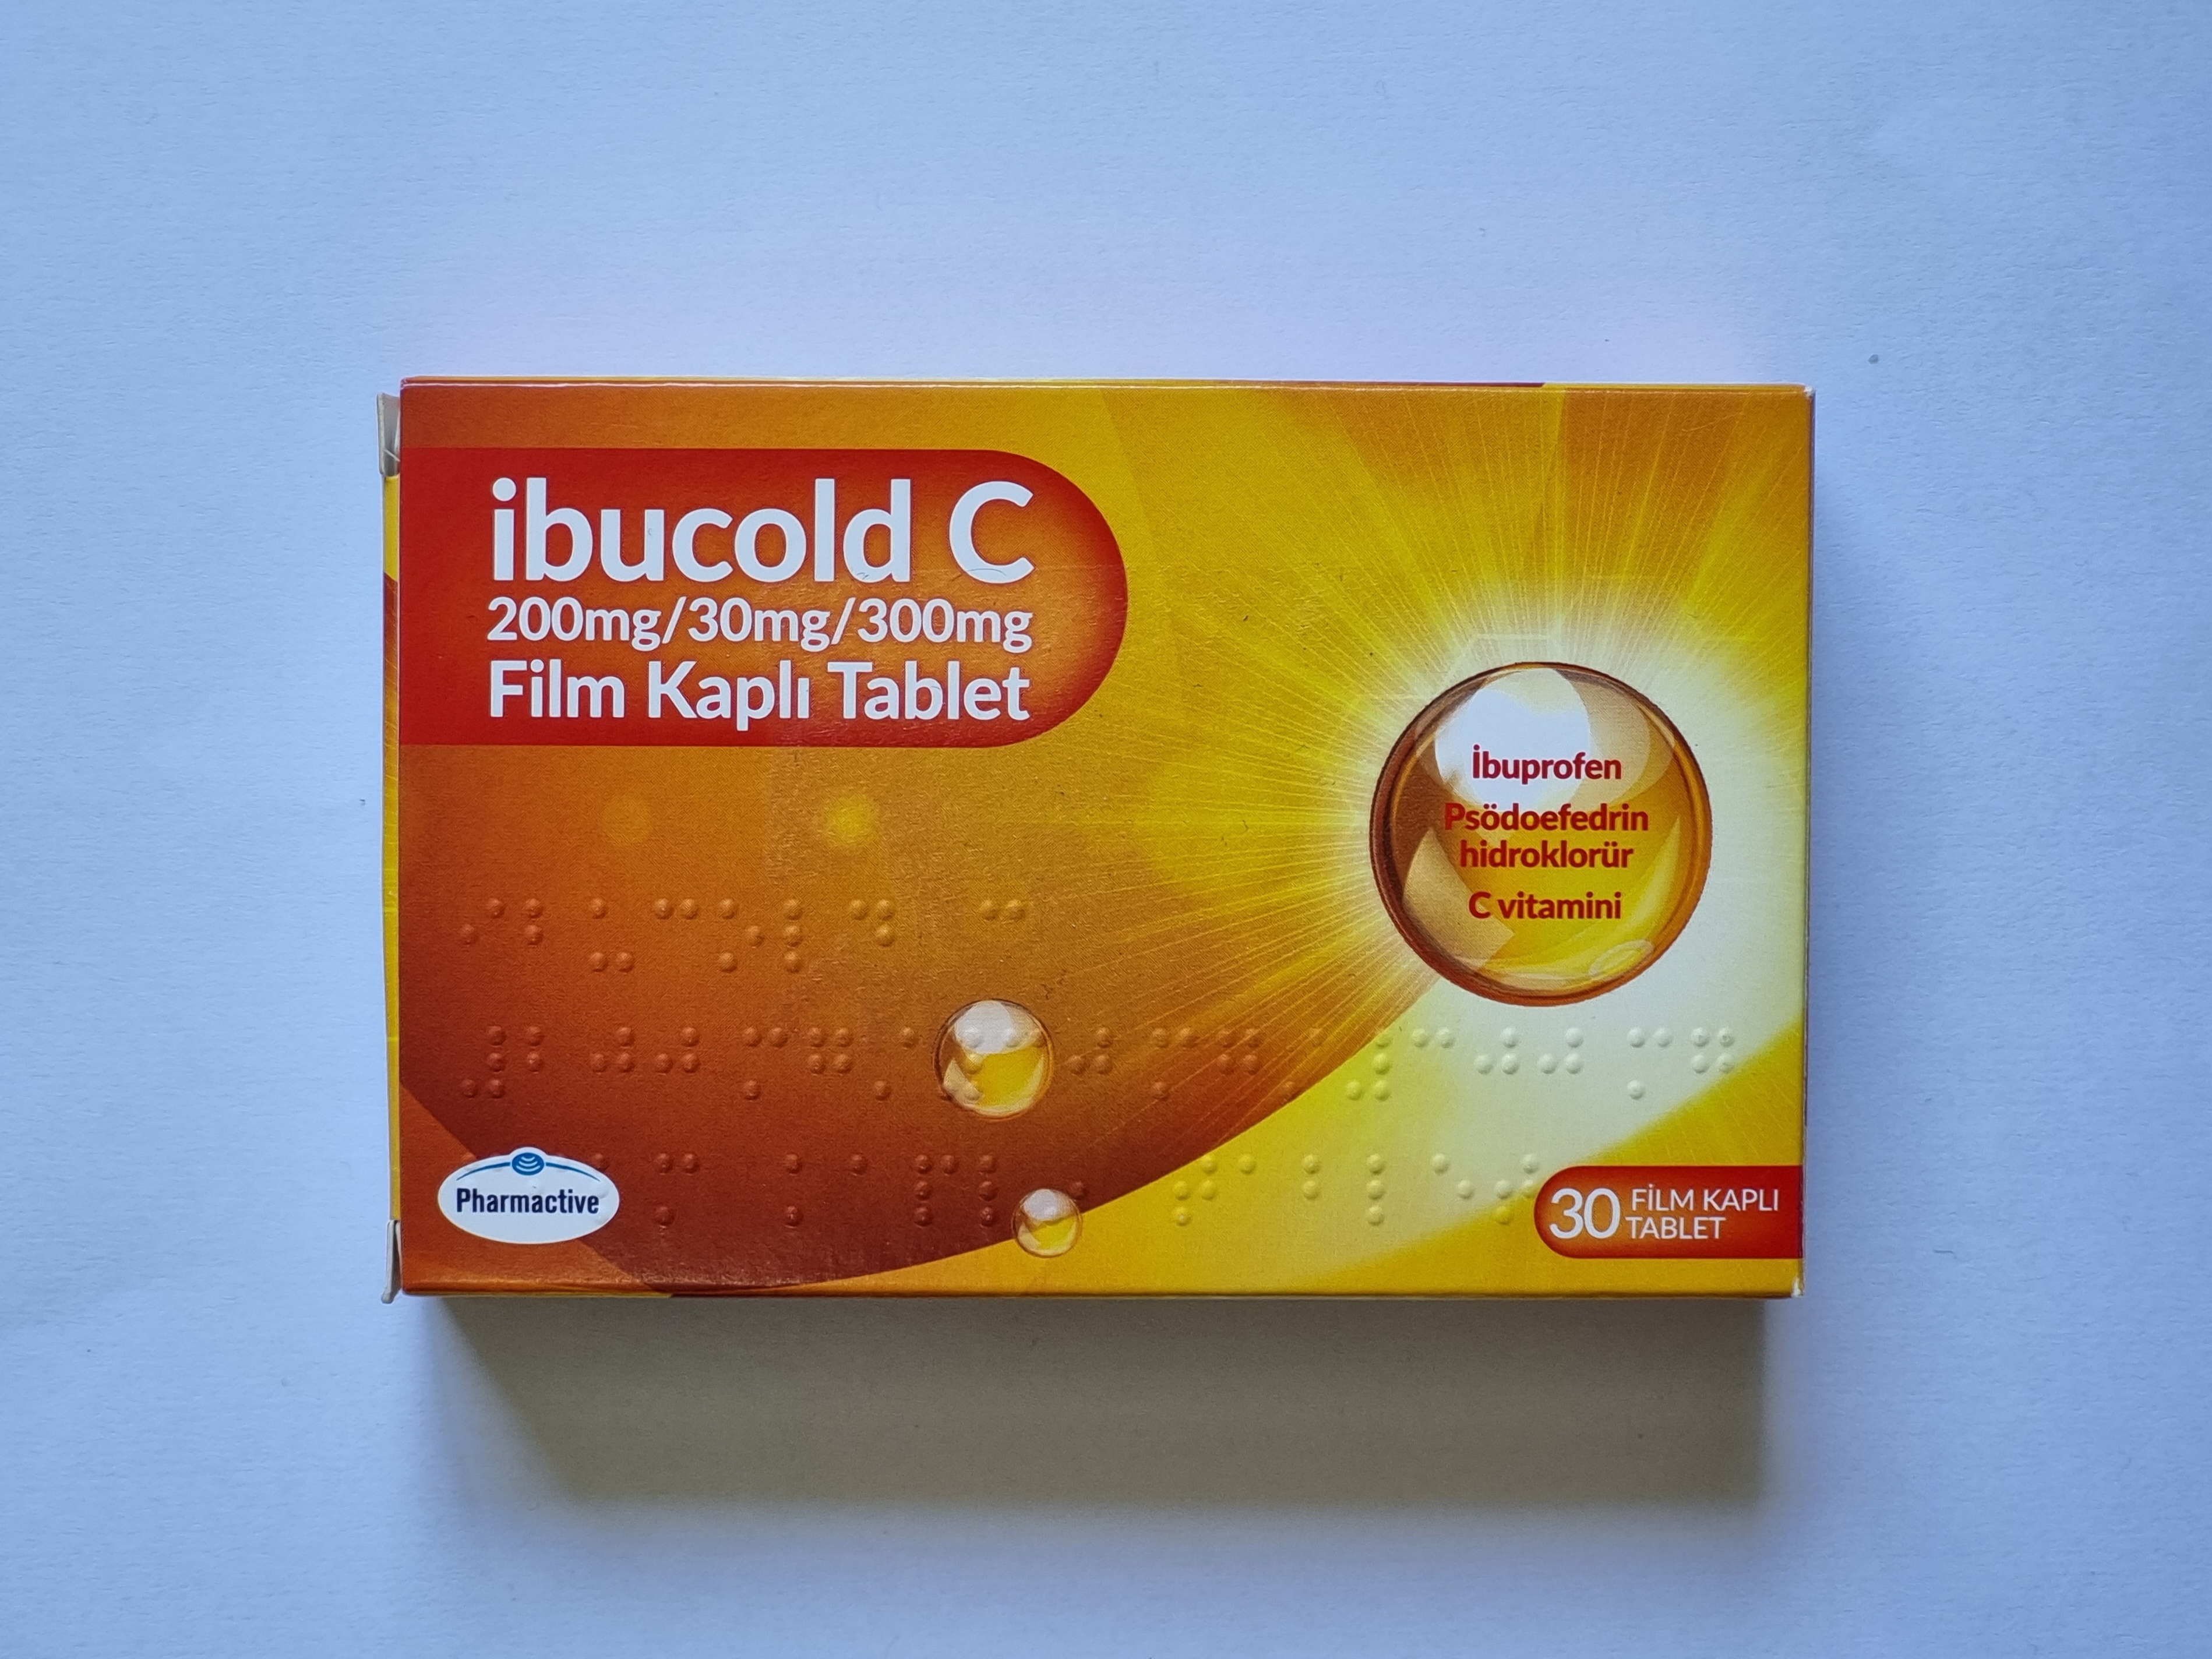 ibucold C
200mg/30mg/300mg
Film Kaplı Tablet
İbuprofen
Psödoefedrin
hidroklorür
C vitamini
Pharmactive
30 FİLM KAPLI
TABLET